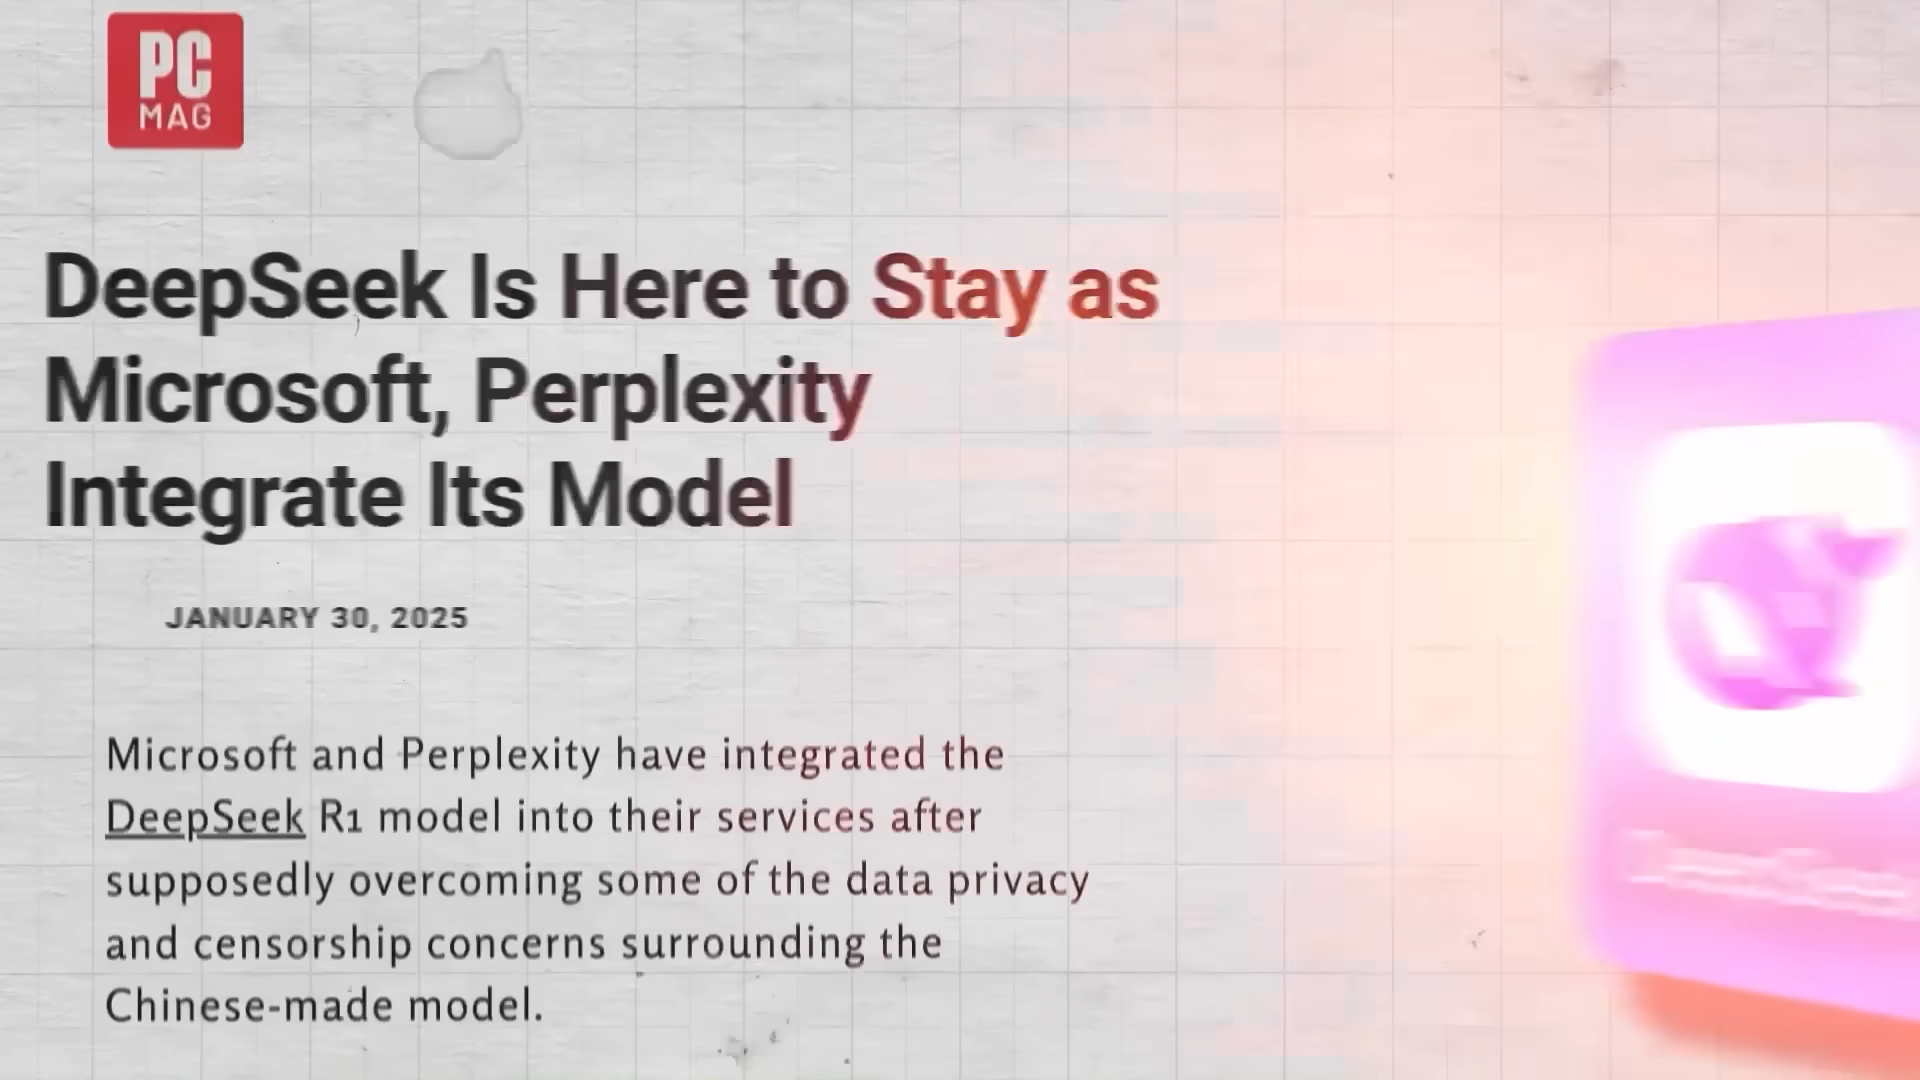 PC
MAG
DeepSeek Is Here to Stay as
Microsoft, Perplexity
Integrate Its Model
JANUARY 30, 2025
Microsoft and Perplexity have integrated the
DeepSeek R1 model into their services after
supposedly overcoming some of the data privacy
and censorship concerns surrounding the
Chinese-made model.